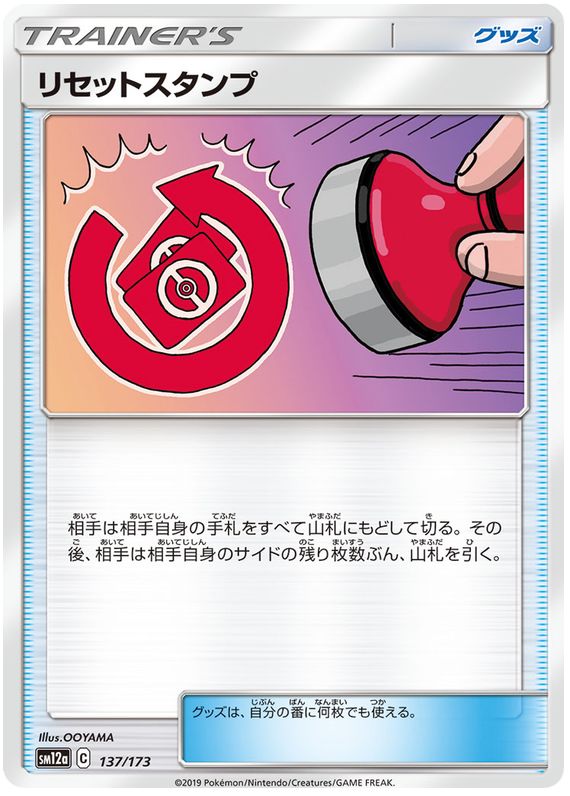 TRAINER'S
グッズ
リセットスタンプ
相手は相手自身の手札をすべて山札にもどして切る。その
後、相手は相手自身のサイドの残り枚数ぶん、山札を引く。
グッズは、自分の番に何枚でも使える。
Illus.OOYAMA
SM12a C 137/173
©2019 Pokémon/Nintendo/Creatures/GAME FREAK.